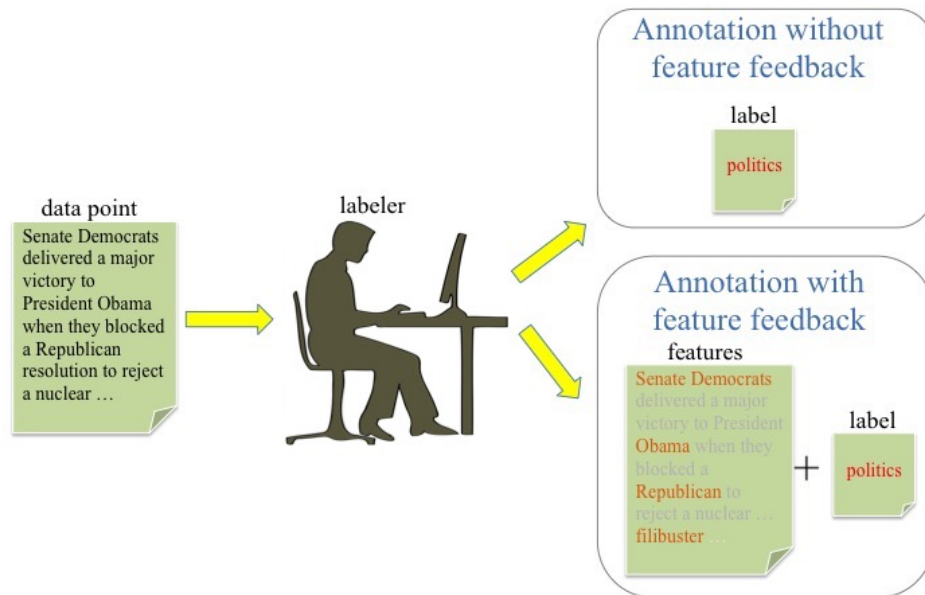 data point
Senate Democrats
delivered a major
victory to
President Obama
when they blocked
a Republican
resolution to reject
a nuclear …
labeler
Annotation without
feature feedback
label
politics
Annotation with
feature feedback
features
Senate Democrats
delivered a major
victory to President
Obama when they
blocked a
Republican to
reject a nuclear …
filibuster …
+
label
politics